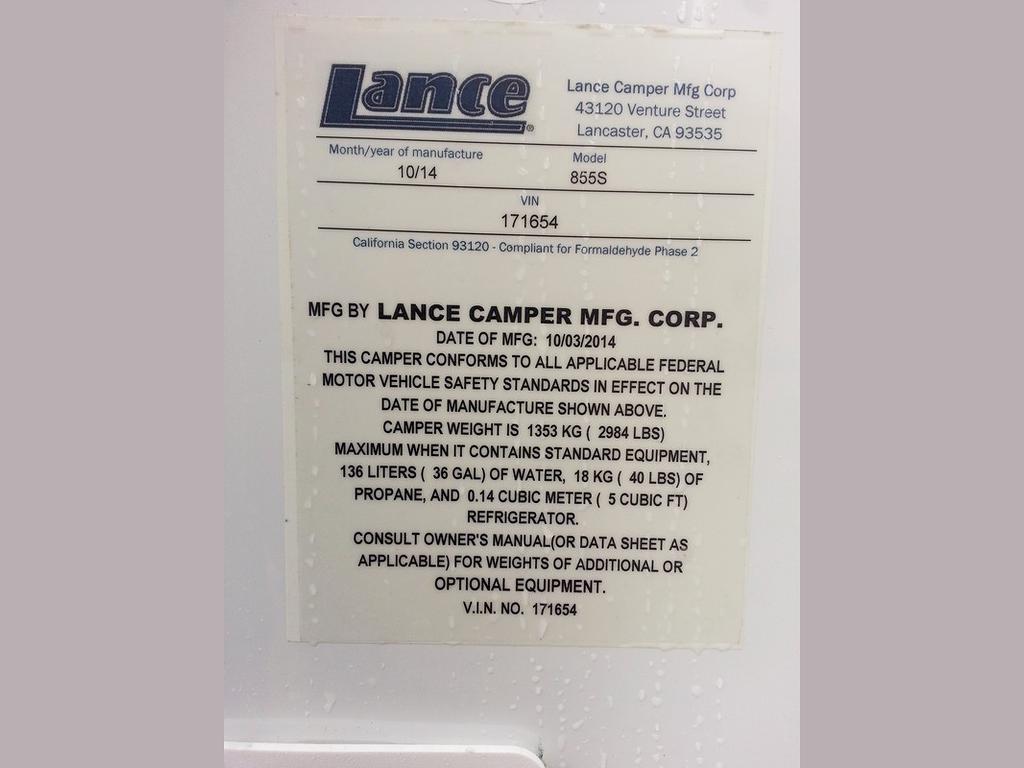 Lance®
Lance Camper Mfg Corp
43120 Venture Street
Lancaster, CA 93535
Month/year of manufacture
10/14
Model
855S
VIN
171654
California Section 93120 - Compliant for Formaldehyde Phase 2
MFG BY LANCE CAMPER MFG. CORP.
DATE OF MFG: 10/03/2014
THIS CAMPER CONFORMS TO ALL APPLICABLE FEDERAL
MOTOR VEHICLE SAFETY STANDARDS IN EFFECT ON THE
DATE OF MANUFACTURE SHOWN ABOVE.
CAMPER WEIGHT IS 1353 KG ( 2984 LBS)
MAXIMUM WHEN IT CONTAINS STANDARD EQUIPMENT,
136 LITERS ( 36 GAL) OF WATER, 18 KG ( 40 LBS) OF
PROPANE, AND 0.14 CUBIC METER ( 5 CUBIC FT)
REFRIGERATOR.
CONSULT OWNER'S MANUAL(OR DATA SHEET AS
APPLICABLE) FOR WEIGHTS OF ADDITIONAL OR
OPTIONAL EQUIPMENT.
V.I.N. NO. 171654